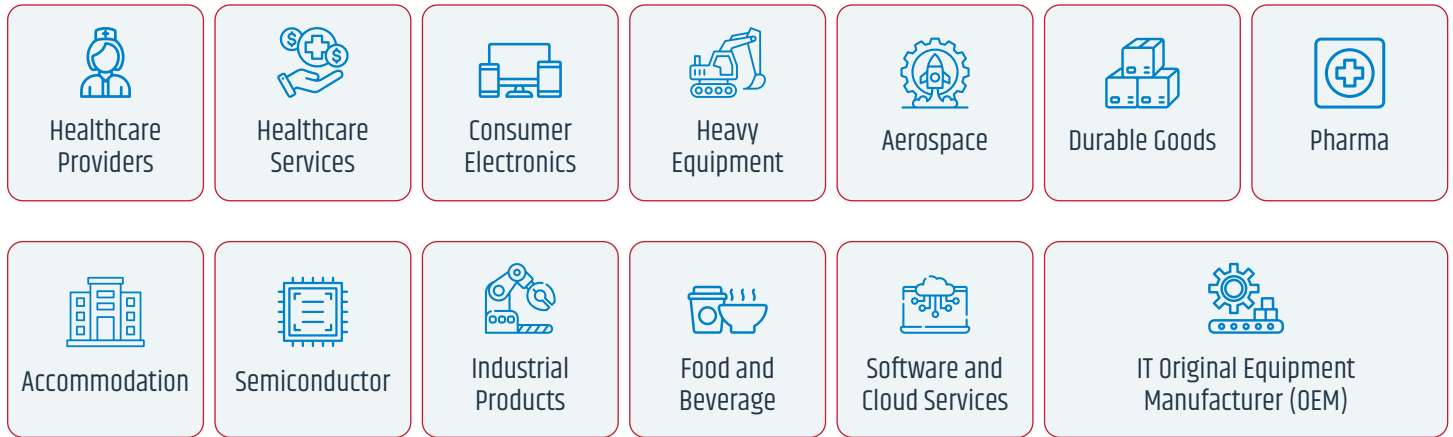 Healthcare
Providers
Healthcare
Services
Consumer
Electronics
Heavy
Equipment
Aerospace
Durable Goods
Pharma
Accommodation
Semiconductor
Industrial
Products
Food and
Beverage
Software and
Cloud Services
IT Original Equipment
Manufacturer (OEM)